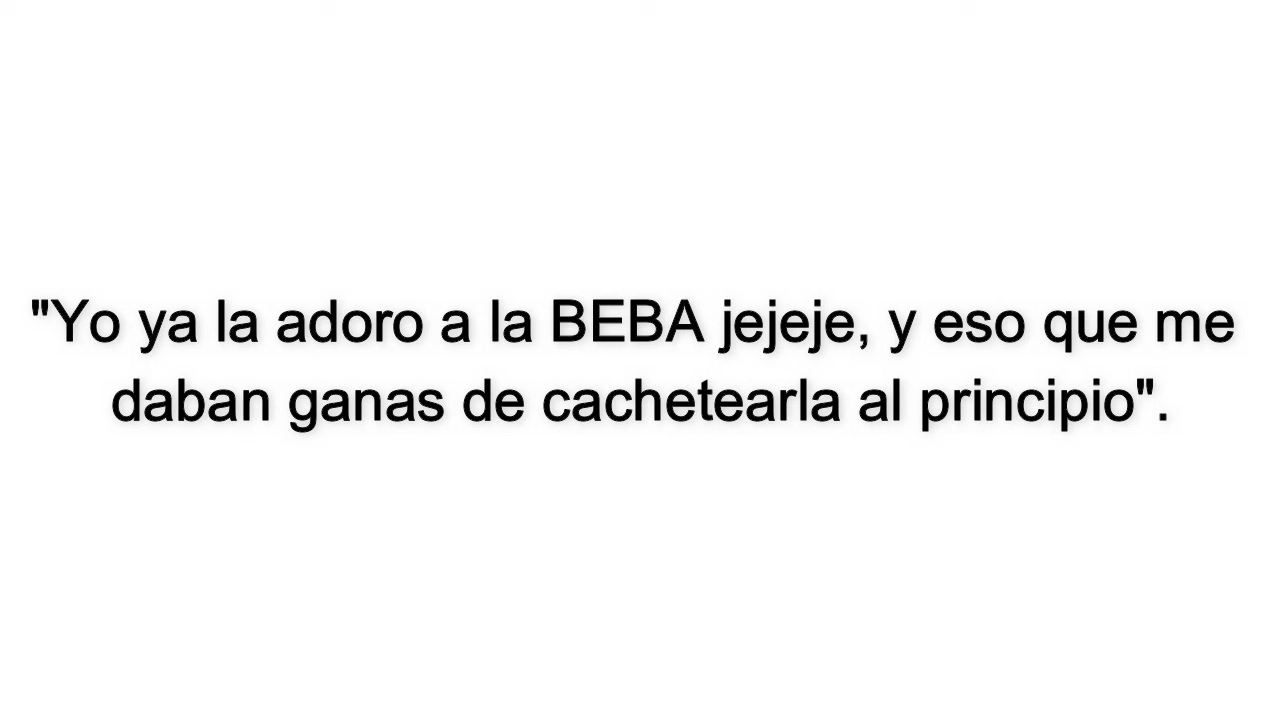 "Yo ya la adoro a la BEBA jejeje, y eso que me
daban ganas de cachetearla al principio".